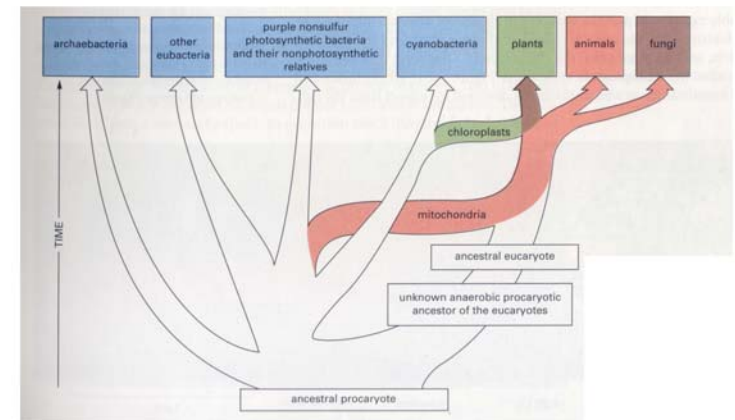 archaebacteria
other
eubacteria
purple nonsulfur
photosynthetic bacteria
and their nonphotosynthetic
relatives
cyanobacteria
plants
animals
fungi
chloroplasts
mitochondria
TIME
ancestral eucaryote
unknown anaerobic procaryotic
ancestor of the eucaryotes
ancestral procaryote